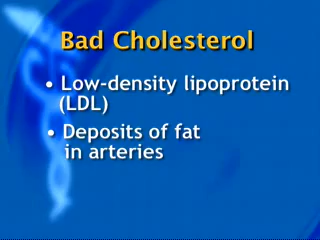 Bad Cholesterol
• Low-density lipoprotein
(LDL)
• Deposits of fat
in arteries